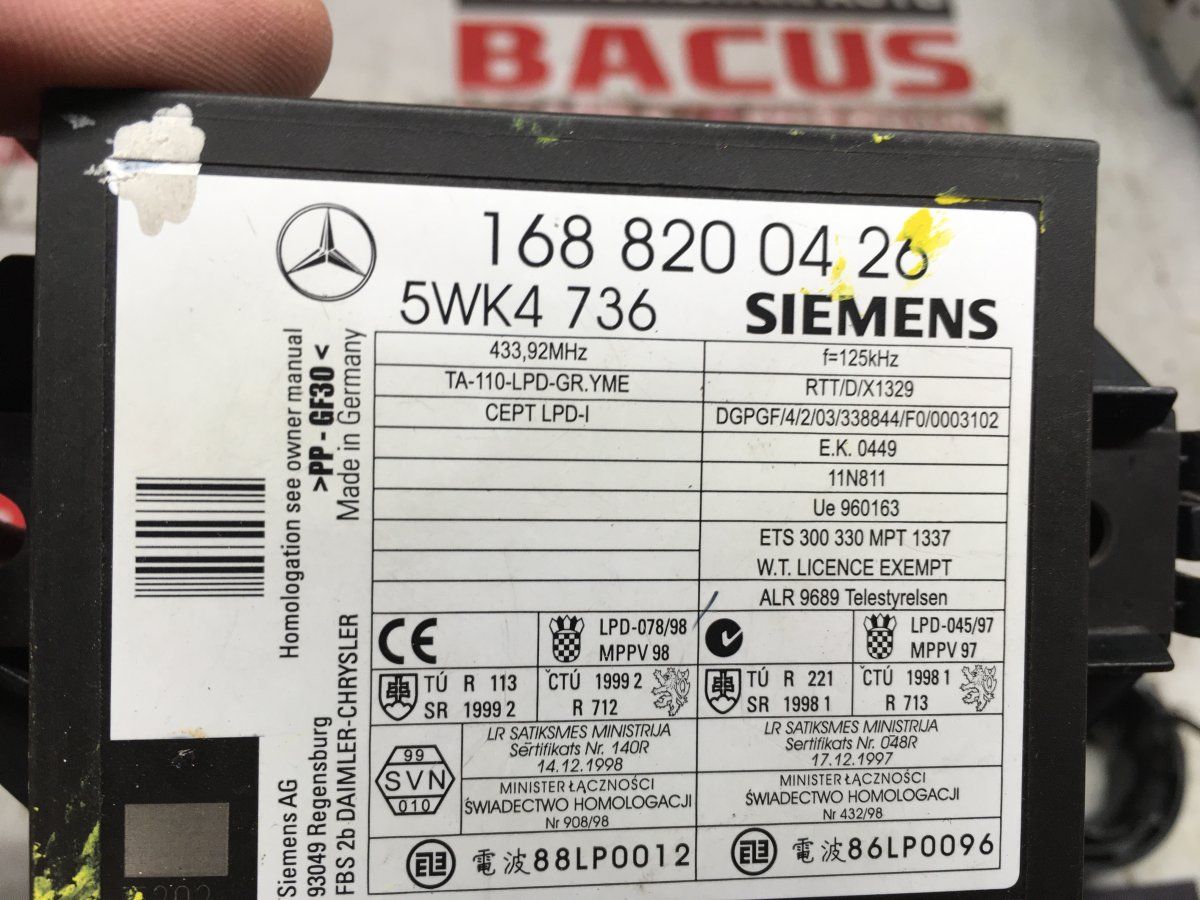 BACUS
168 820 04 26
5WK4 736 SIEMENS
Homologation see owner manual
>PP-GF30<
Made in Germany
433,92MHz f=125kHz
TA-110-LPD-GR.YME RTT/D/X1329
CEPT LPD-I DGPGF/4/2/03/338844/F0/0003102
E.K. 0449
11N811
Ue 960163
ETS 300 330 MPT 1337
W.T. LICENCE EXEMPT
ALR 9689 Telestyrelsen
CE LPD-078/98 LPD-045/97
MPPV 98 MPPV 97
TÚ R 113 ČTÚ 1999 2 TÚ R 221 ČTÚ 1998 1
SR 1999 2 R 712 SR 1998 1 R 713
LR SATIKSMES MINISTRIJA LR SATIKSMES MINISTRIJA
Sertifikats Nr. 140R Sertifikats Nr. 048R
14.12.1998 17.12.1997
99
SVN
010
MINISTER ŁĄCZNOŚCI MINISTER ŁĄCZNOŚCI
ŚWIADECTWO HOMOLOGACJI ŚWIADECTWO HOMOLOGACJI
Nr 908/98 Nr 432/98
電波88LP0012 電波86LP0096
Siemens AG
93049 Regensburg
FBS 2b DAIMLER-CHRYSLER